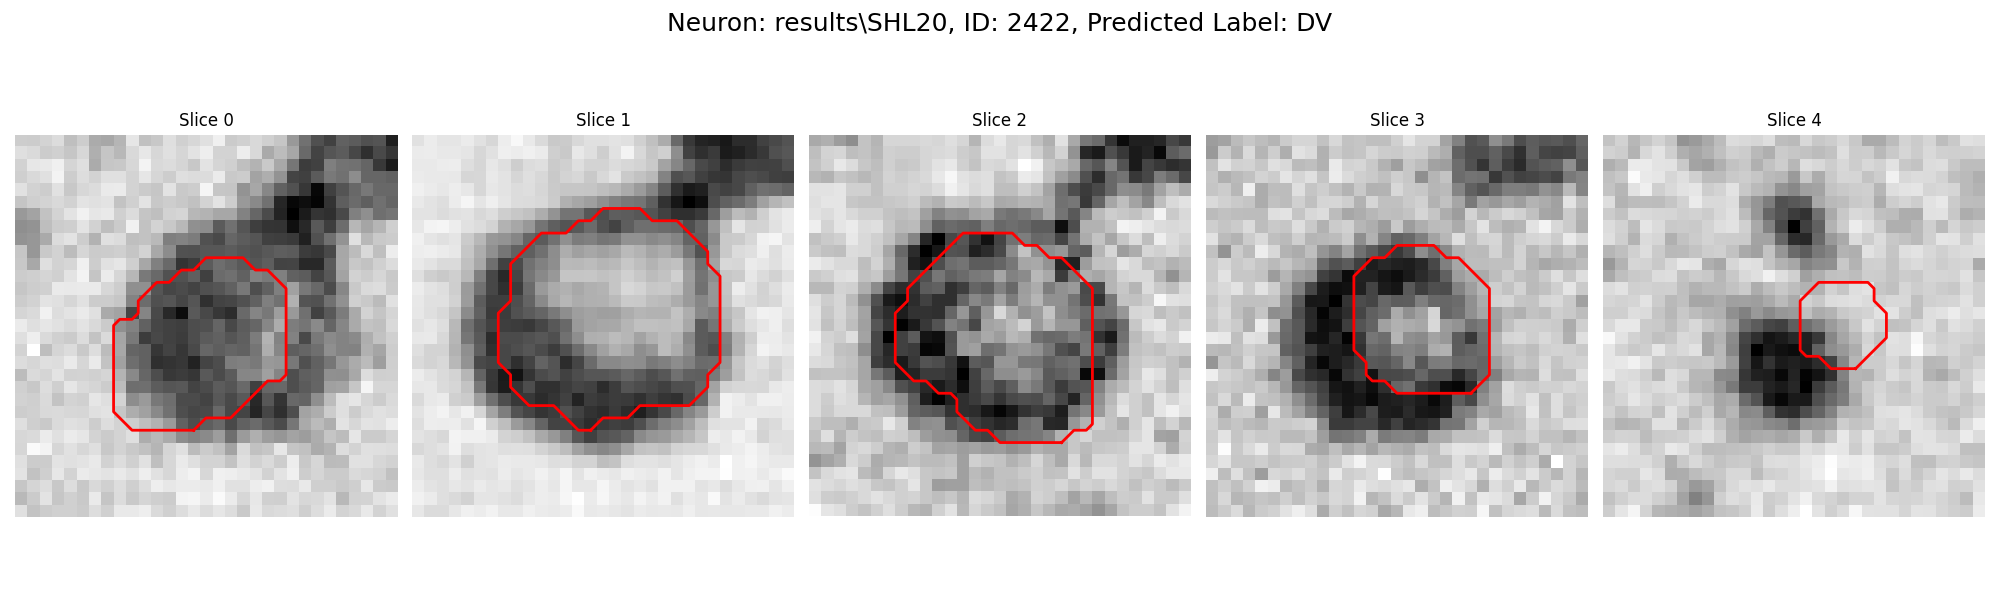 Neuron: results\SHL20, ID: 2422, Predicted Label: DV
Slice 0
Slice 1
Slice 2
Slice 3
Slice 4